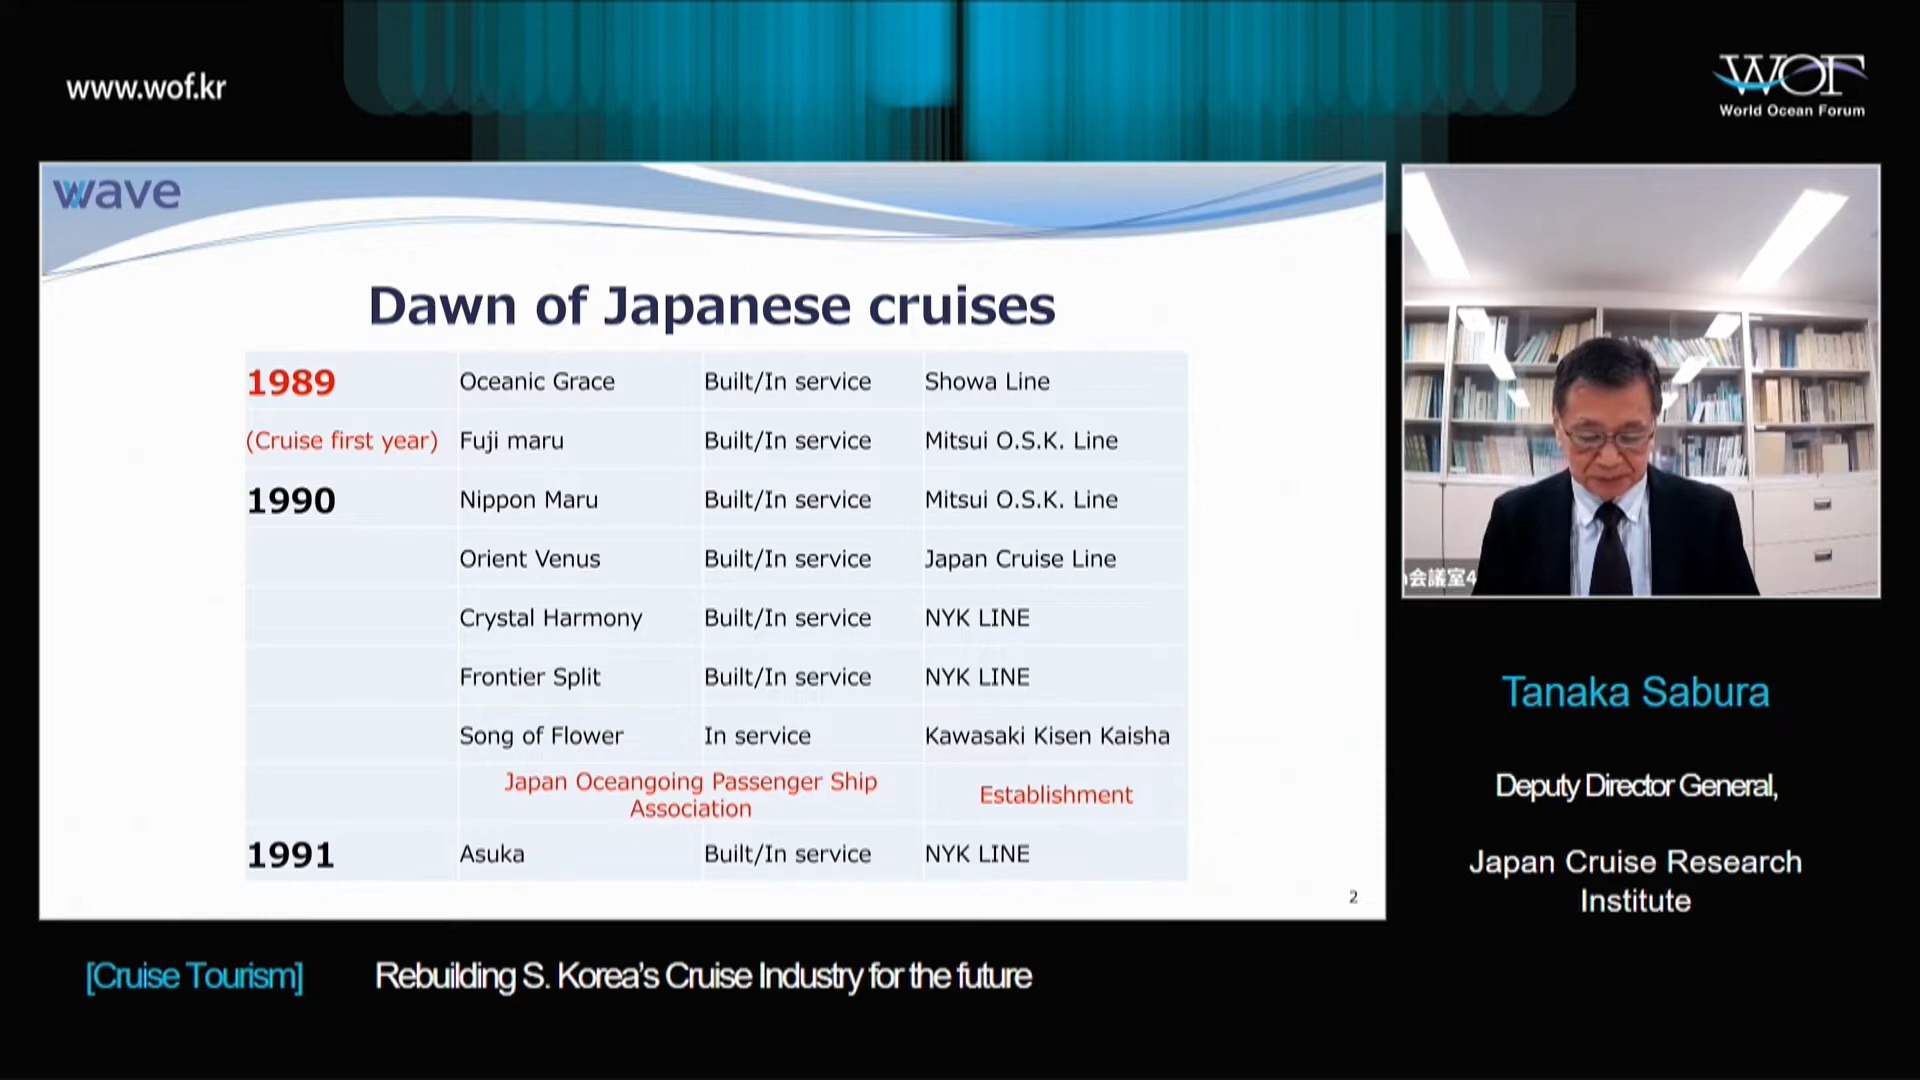 www.wof.kr
WOF
World Ocean Forum
wave
Dawn of Japanese cruises
1989 Oceanic Grace Built/In service Showa Line
(Cruise first year) Fuji maru Built/In service Mitsui O.S.K. Line
1990 Nippon Maru Built/In service Mitsui O.S.K. Line
Orient Venus Built/In service Japan Cruise Line
Crystal Harmony Built/In service NYK LINE
Frontier Split Built/In service NYK LINE
Song of Flower In service Kawasaki Kisen Kaisha
Japan Oceangoing Passenger Ship
Association Establishment
1991 Asuka Built/In service NYK LINE
2
会議室4
Tanaka Sabura
Deputy Director General,
Japan Cruise Research
Institute
[Cruise Tourism] Rebuilding S. Korea’s Cruise Industry for the future